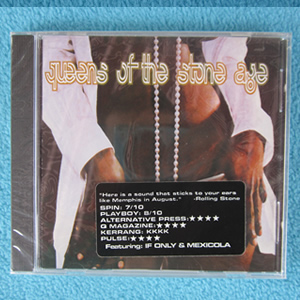 queens of the stone age
"Here is a sound that sticks to your ears
like Memphis in August." -Rolling Stone
SPIN: 7/10
PLAYBOY: 8/10
ALTERNATIVE PRESS:★★★★
Q MAGAZINE:★★★★
KERRANG: KKKK
PULSE:★★★★
Featuring: IF ONLY & MEXICOLA